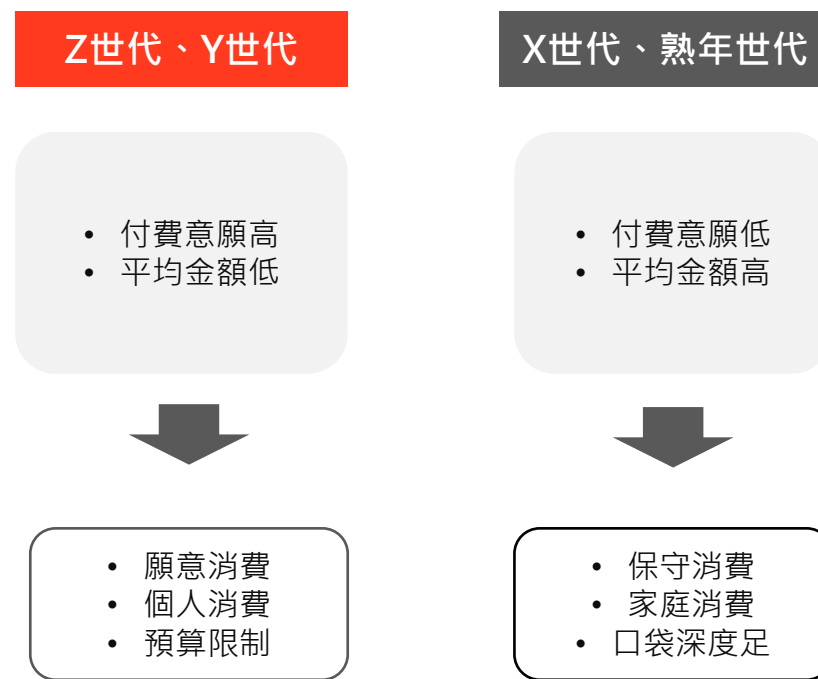 Z世代、Y世代
• 付費意願高
• 平均金額低
• 願意消費
• 個人消費
• 預算限制
X世代、熟年世代
• 付費意願低
• 平均金額高
• 保守消費
• 家庭消費
• 口袋深度足